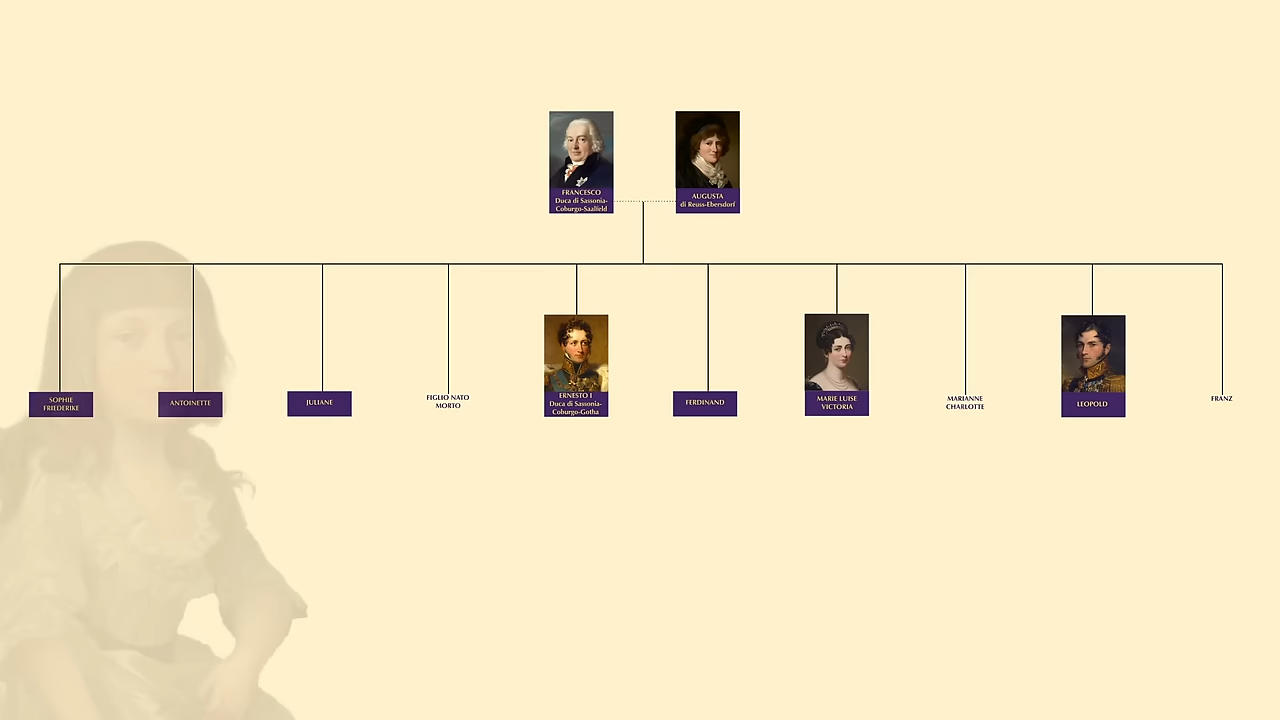 FRANCESCO
Duca di Sassonia-
Coburgo-Saalfeld
AUGUSTA
di Reuss-Ebersdorf
SOPHIE
FRIEDERIKE
ANTOINETTE
JULIANE
FIGLIO NATO
MORTO
ERNESTO I
Duca di Sassonia-
Coburgo-Gotha
FERDINAND
MARIE LUISE
VICTORIA
MARIANNE
CHARLOTTE
LEOPOLD
FRANZ